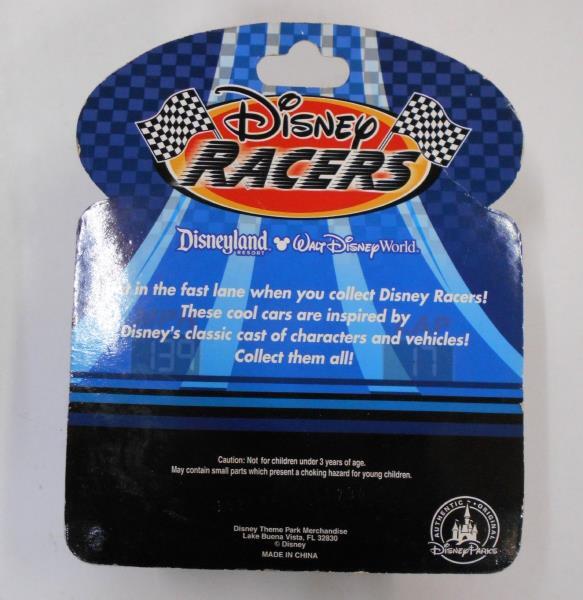 Disney
RACERS
Disneyland RESORT Walt Disney World
in the fast lane when you collect Disney Racers!
These cool cars are inspired by
Disney's classic cast of characters and vehicles!
Collect them all!
Caution: Not for children under 3 years of age.
May contain small parts which present a choking hazard for young children.
Disney Theme Park Merchandise
Lake Buena Vista, FL 32830
© Disney
MADE IN CHINA
AUTHENTIC • ORIGINAL
Disney Parks